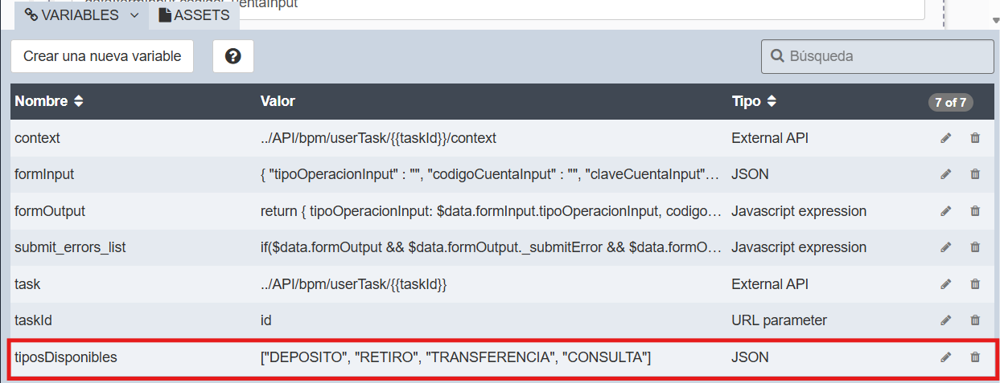 VARIABLES ASSETS
Crear una nueva variable ? Búsqueda
Nombre Valor Tipo 7 of 7
context ../API/bpm/userTask/{{taskId}}/context External API
formInput { "tipoOperacionInput" : "", "codigoCuentaInput" : "", "claveCuentaInput"… JSON
formOutput return { tipoOperacionInput: $data.formInput.tipoOperacionInput, codigo… Javascript expression
submit_errors_list if($data.formOutput && $data.formOutput._submitError && $data.formO… Javascript expression
task ../API/bpm/userTask/{{taskId}} External API
taskId id URL parameter
tiposDisponibles ["DEPOSITO", "RETIRO", "TRANSFERENCIA", "CONSULTA"] JSON